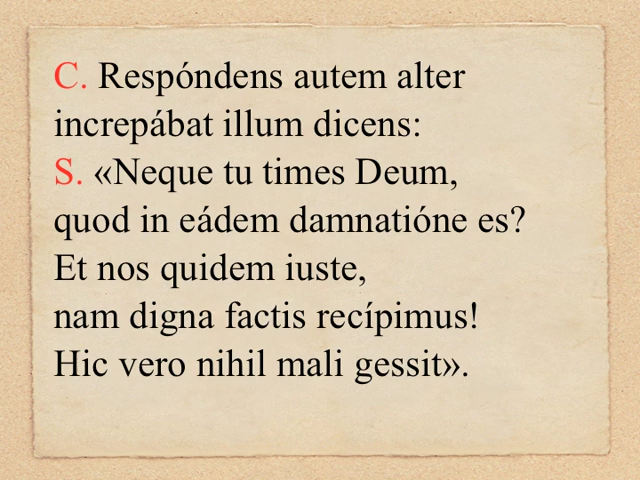 C. Respóndens autem alter
increpábat illum dicens:
S. «Neque tu times Deum,
quod in eádem damnatióne es?
Et nos quidem iuste,
nam digna factis recípimus!
Hic vero nihil mali gessit».